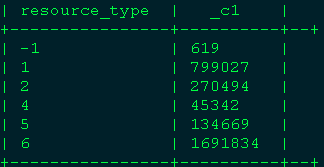 | resource_type | _c1 |
+----------------+----------+--+
| -1 | 619 |
| 1 | 799027 |
| 2 | 270494 |
| 4 | 45342 |
| 5 | 134669 |
| 6 | 1691834 |
+----------------+----------+--+